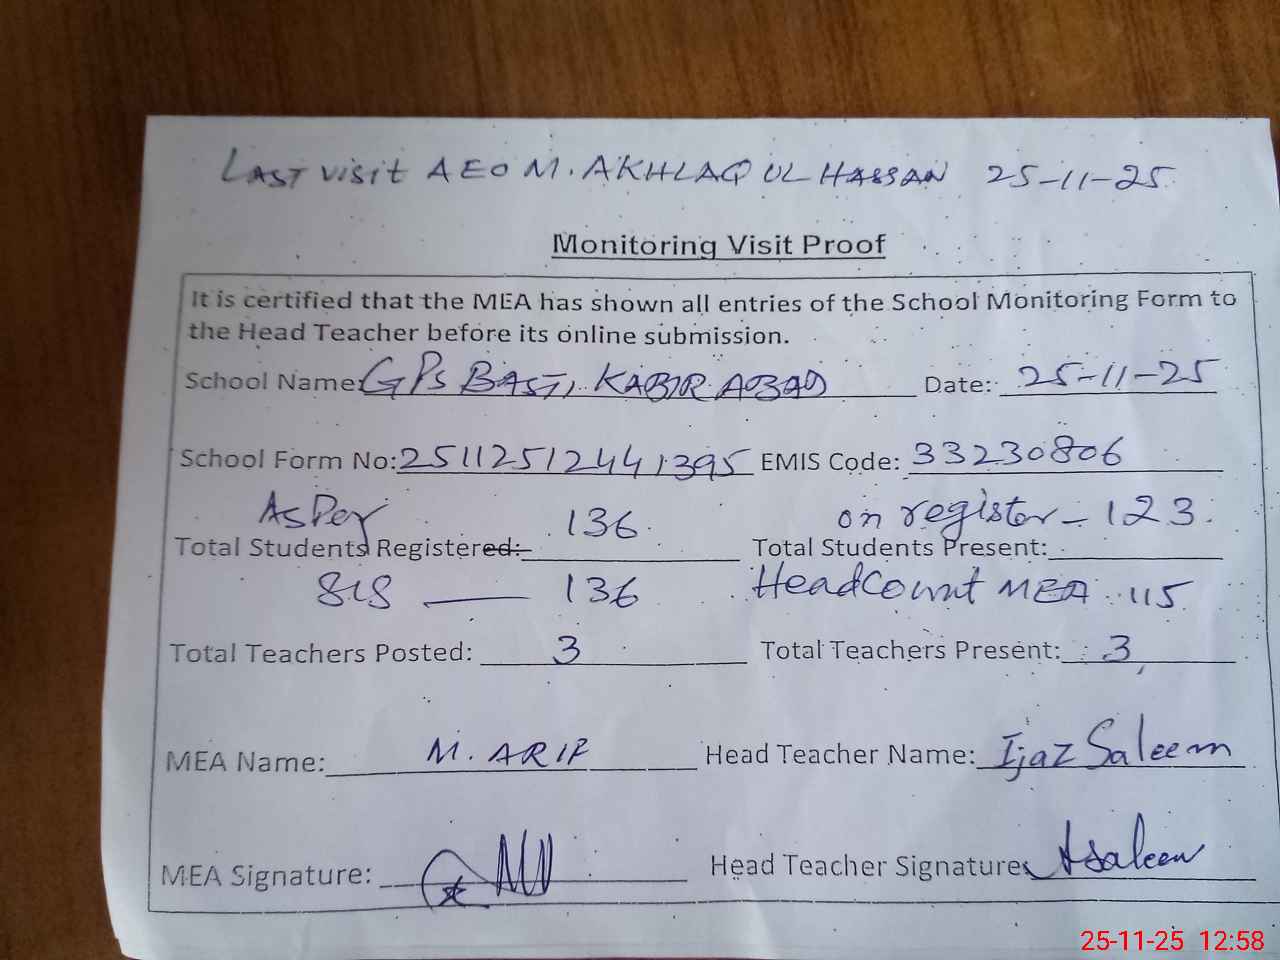 LAST VISIT AEO M. AKHLAQ UL HASSAN 25-11-25
Monitoring Visit Proof
It is certified that the MEA has shown all entries of the School Monitoring Form to
the Head Teacher before its online submission.
School Name: GPS BASTI KABIR ABAD Date: 25-11-25
School Form No: 251125124441395 EMIS Code: 33230806
As Per 136 on register - 123
Total Students Registered: Total Students Present:
SIS — 136 HeadCount MEA 115
Total Teachers Posted: 3 Total Teachers Present: 3
MEA Name: M. ARIF Head Teacher Name: Ijaz Saleem
MEA Signature: Head Teacher Signature: Asaleem
25-11-25 12:58